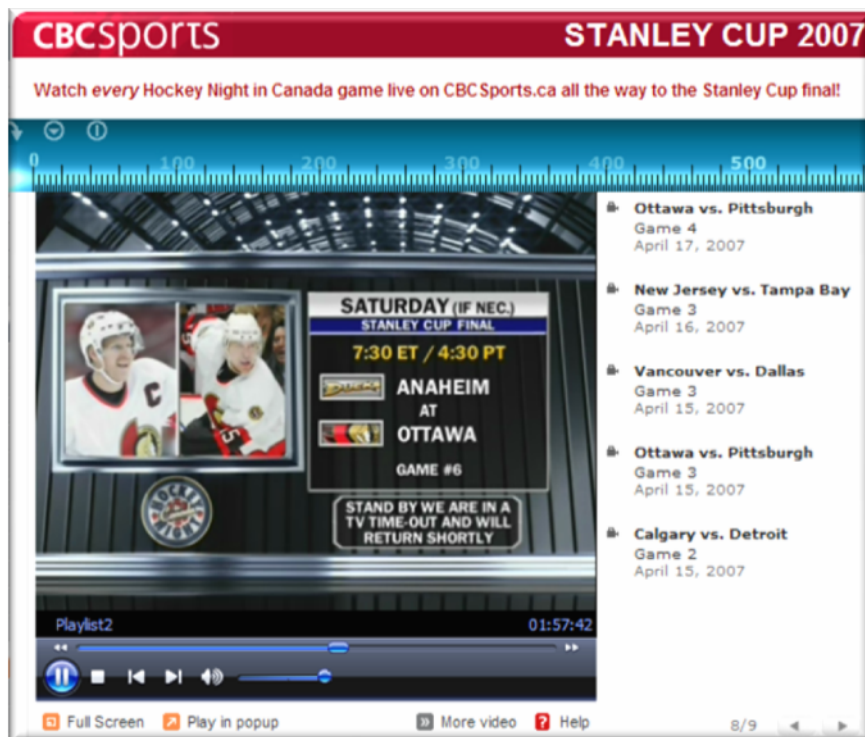 CBCsports STANLEY CUP 2007
Watch every Hockey Night in Canada game live on CBCSports.ca all the way to the Stanley Cup final!
0 100 200 300 400 500
SATURDAY (IF NEC.)
STANLEY CUP FINAL
7:30 ET / 4:30 PT
DUCKS
ANAHEIM
AT
OTTAWA
GAME #6
C
15
HOCKEY
NIGHT
STAND BY WE ARE IN A
TV TIME-OUT AND WILL
RETURN SHORTLY
Playlist2 01:57:42
Full Screen Play in popup More video Help
Ottawa vs. Pittsburgh
Game 4
April 17, 2007
New Jersey vs. Tampa Bay
Game 3
April 16, 2007
Vancouver vs. Dallas
Game 3
April 15, 2007
Ottawa vs. Pittsburgh
Game 3
April 15, 2007
Calgary vs. Detroit
Game 2
April 15, 2007
8/9